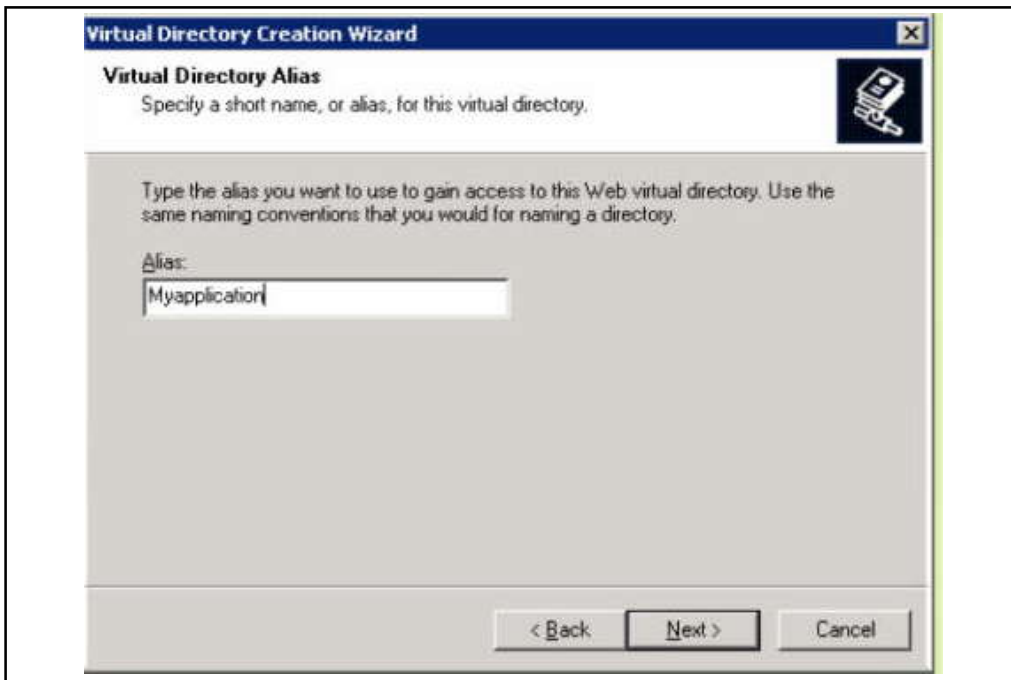 Virtual Directory Creation Wizard
Virtual Directory Alias
Specify a short name, or alias, for this virtual directory.
Type the alias you want to use to gain access to this Web virtual directory. Use the
same naming conventions that you would for naming a directory.
Alias:
Myapplication
< Back Next > Cancel